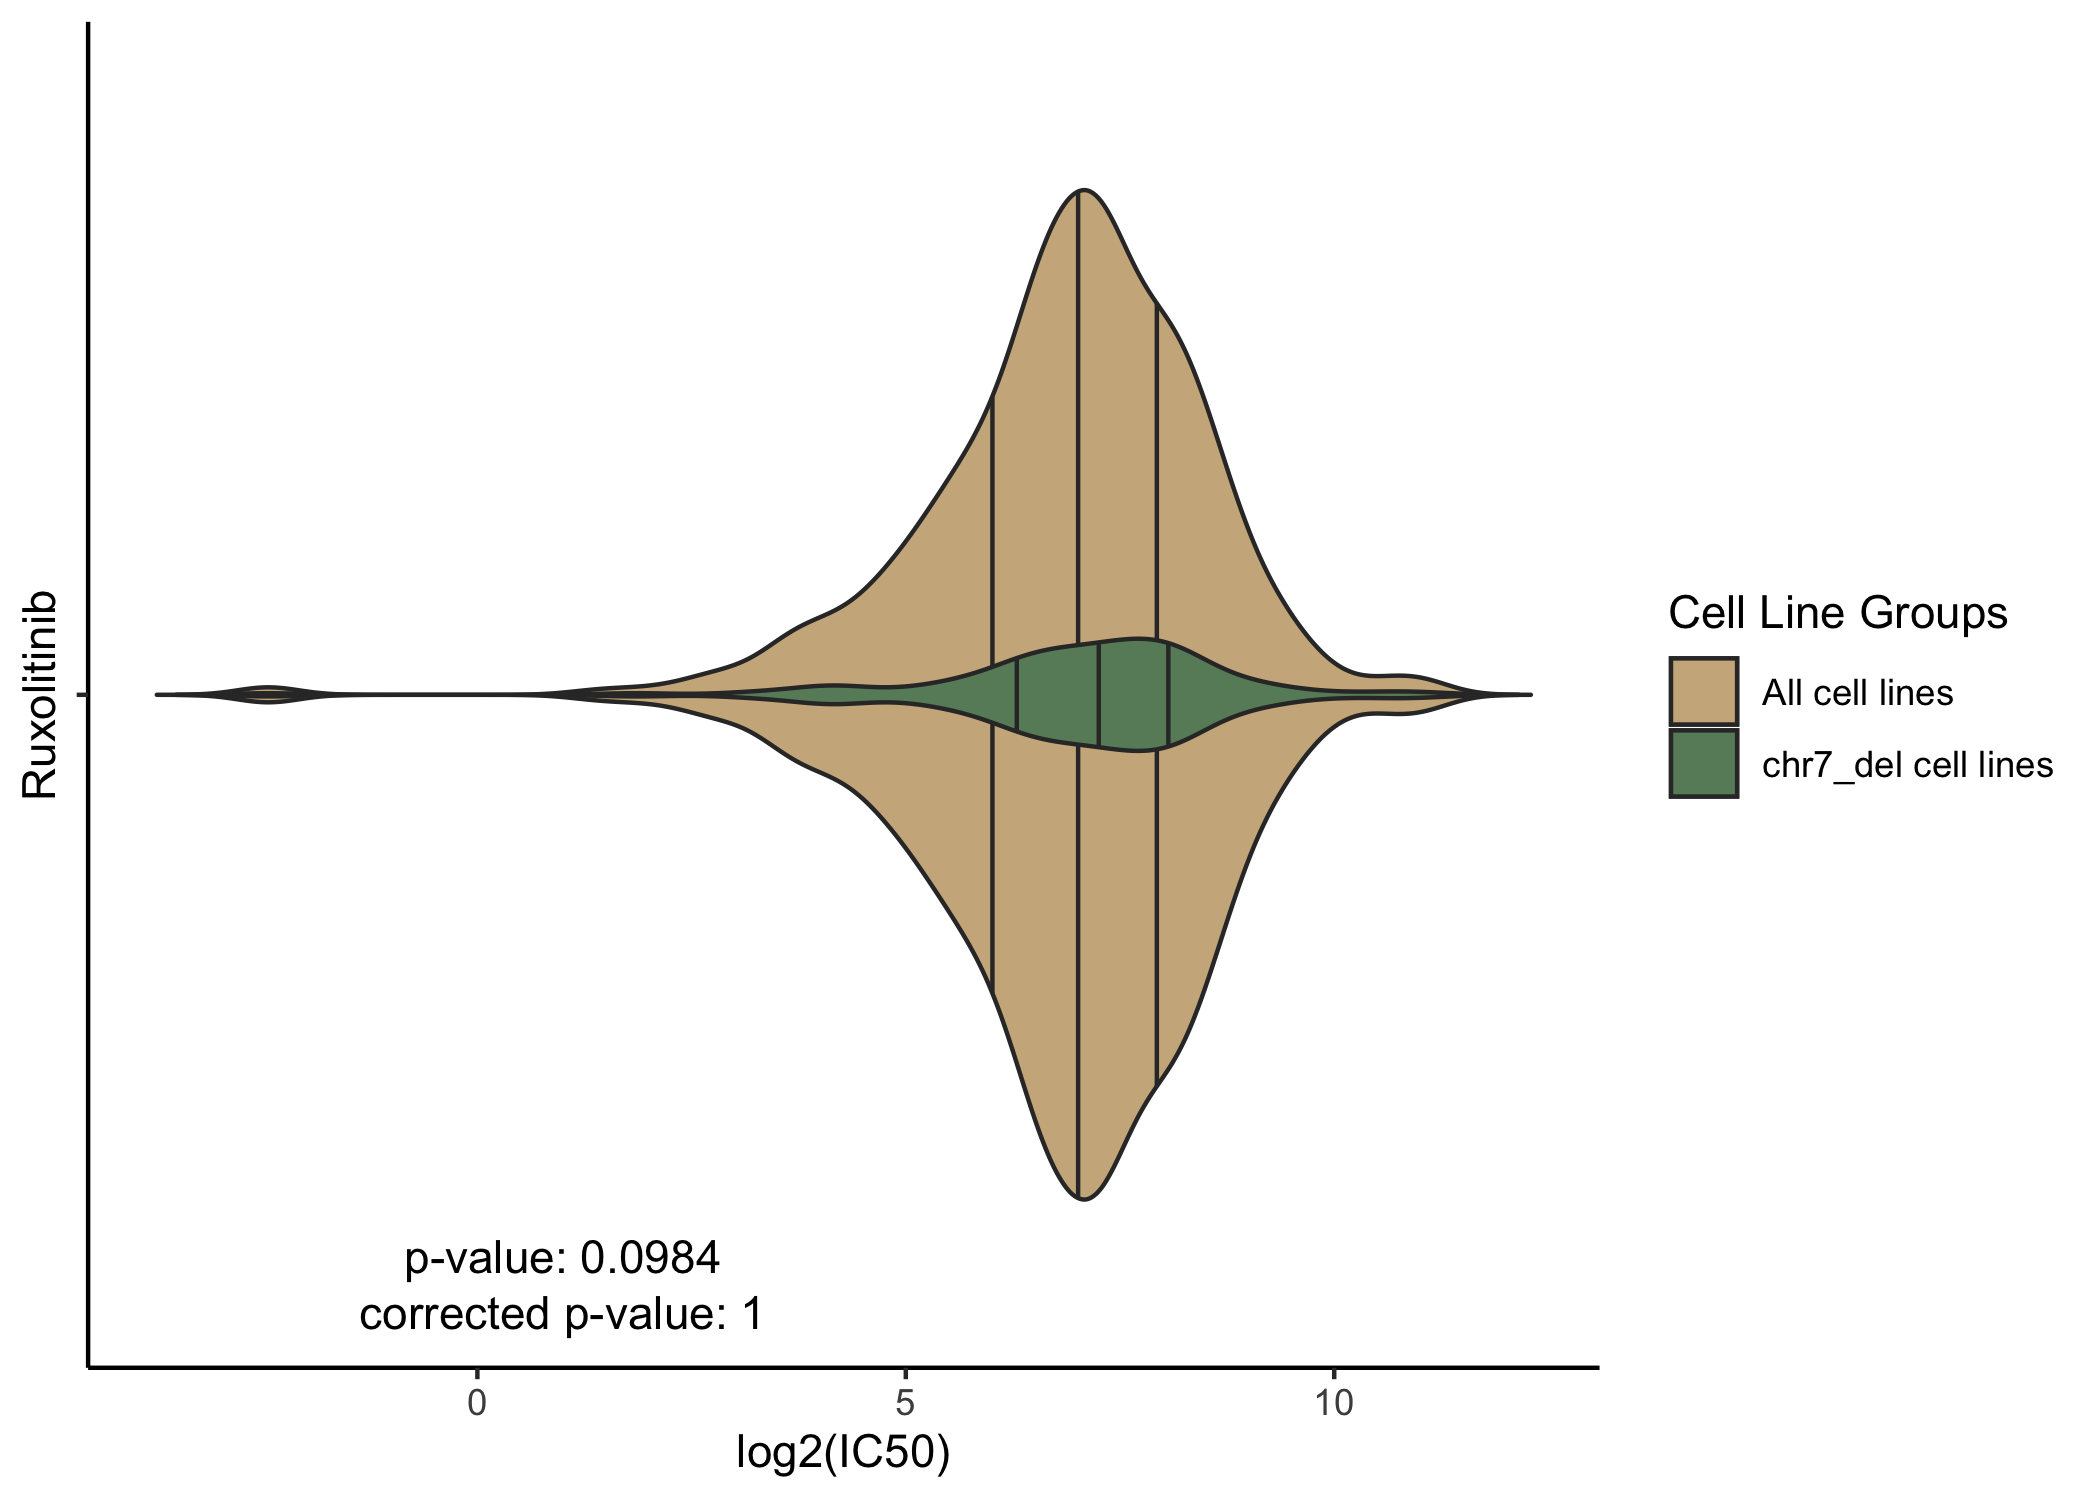 Ruxolitinib
Cell Line Groups
All cell lines
chr7_del cell lines
p-value: 0.0984
corrected p-value: 1
0 5 10
log2(IC50)